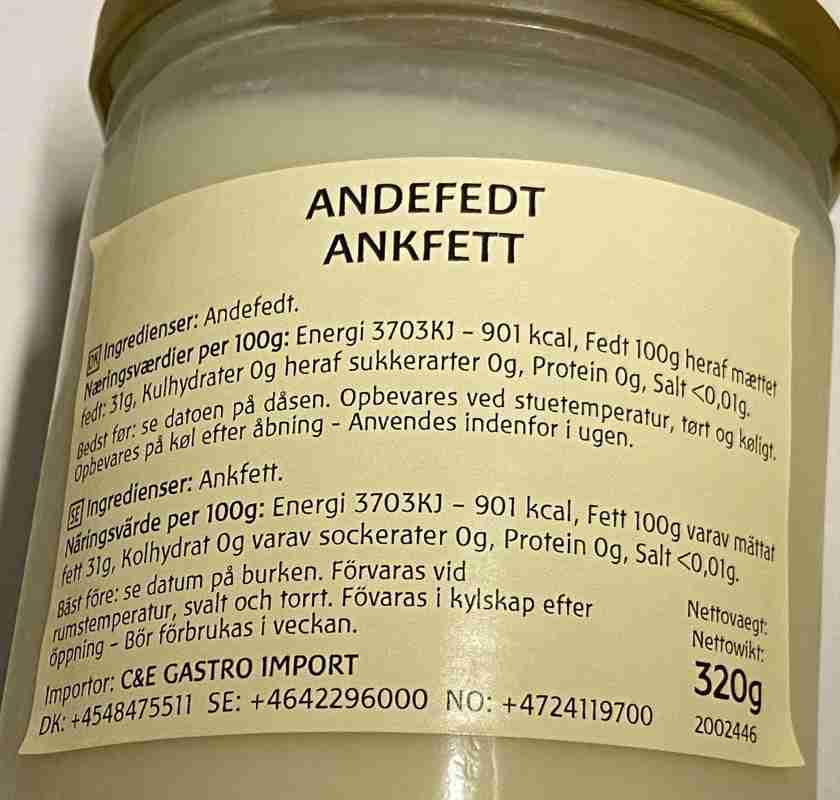 ANDEFEDT
ANKFETT
DK Ingredienser: Andefedt.
Næringsværdier per 100g: Energi 3703KJ – 901 kcal, Fedt 100g heraf mættet
fedt: 31g, Kulhydrater 0g heraf sukkerarter 0g, Protein 0g, Salt <0,01g.
Bedst før: se datoen på dåsen. Opbevares ved stuetemperatur, tørt og køligt.
Opbevares på køl efter åbning - Anvendes indenfor i ugen.
SE Ingredienser: Ankfett.
Näringsvärde per 100g: Energi 3703KJ – 901 kcal, Fett 100g varav mättat
fett 31g, Kolhydrat 0g varav sockerater 0g, Protein 0g, Salt <0,01g.
Bäst före: se datum på burken. Förvaras vid
rumstemperatur, svalt och torrt. Fövaras i kylskap efter
öppning – Bör förbrukas i veckan.
Importor: C&E GASTRO IMPORT
DK: +4548475511 SE: +4642296000 NO: +4724119700
Nettovaegt:
Nettowikt:
320g
2002446